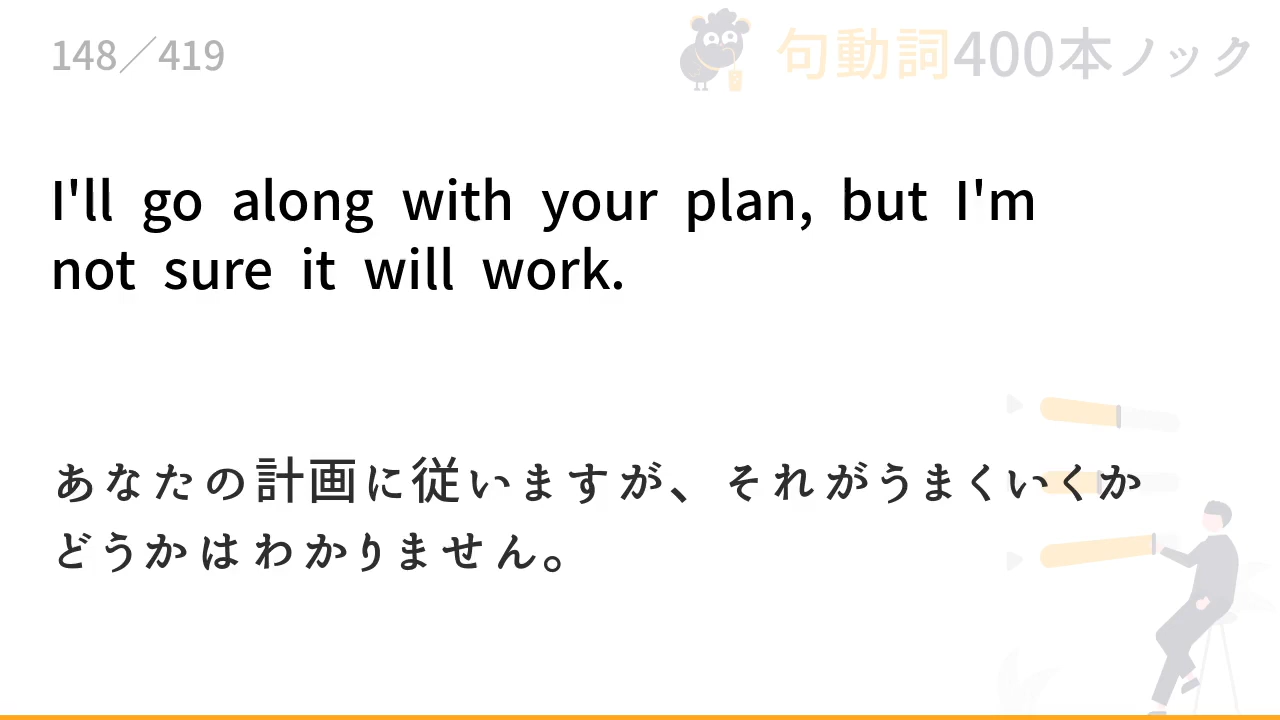 148／419
句動詞400本ノック
I'll go along with your plan, but I'm
not sure it will work.
あなたの計画に従いますが、それがうまくいくか
どうかはわかりません。